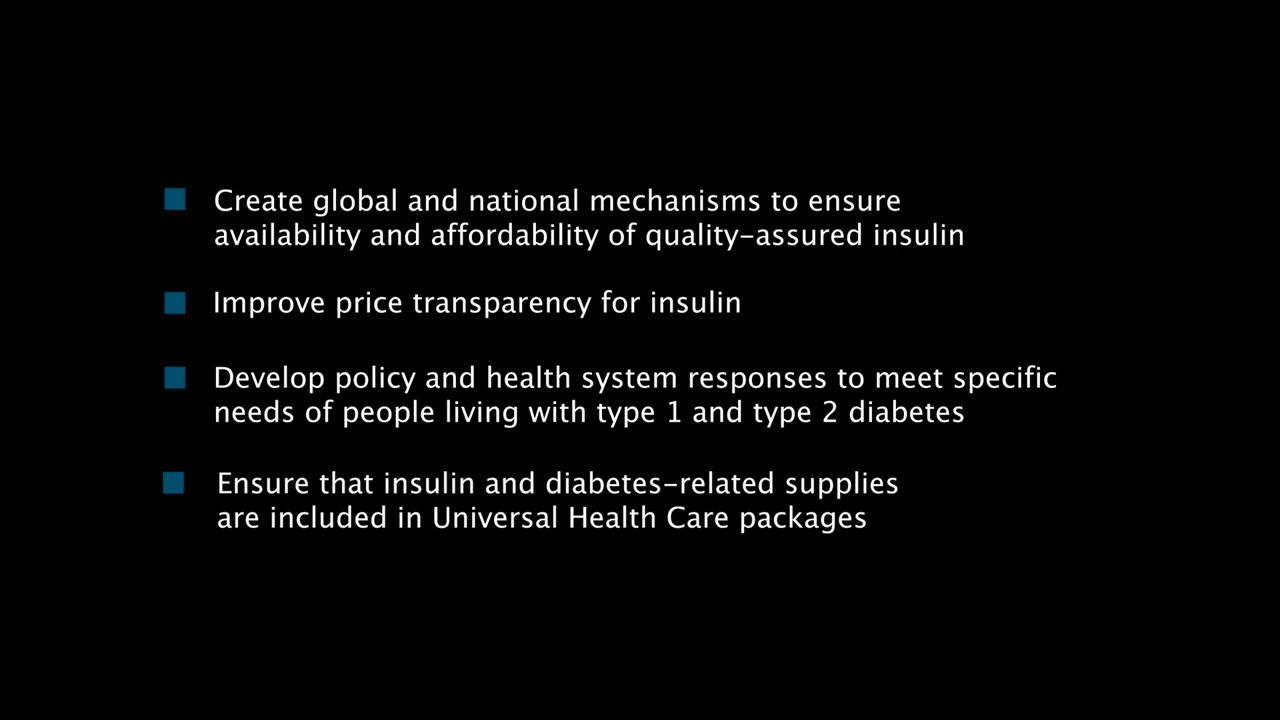 Create global and national mechanisms to ensure
availability and affordability of quality-assured insulin
Improve price transparency for insulin
Develop policy and health system responses to meet specific
needs of people living with type 1 and type 2 diabetes
Ensure that insulin and diabetes-related supplies
are included in Universal Health Care packages